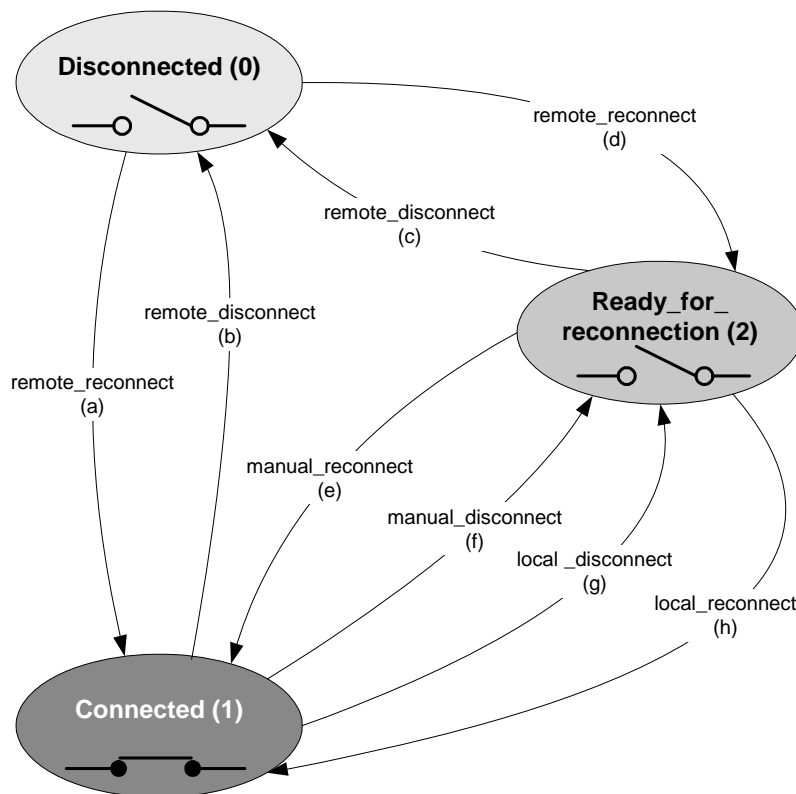 Disconnected (0)
remote_reconnect
(d)
remote_disconnect
(c)
Ready_for_
reconnection (2)
remote_disconnect
(b)
remote_reconnect
(a)
manual_reconnect
(e)
manual_disconnect
(f)
local _disconnect
(g)
local_reconnect
(h)
Connected (1)